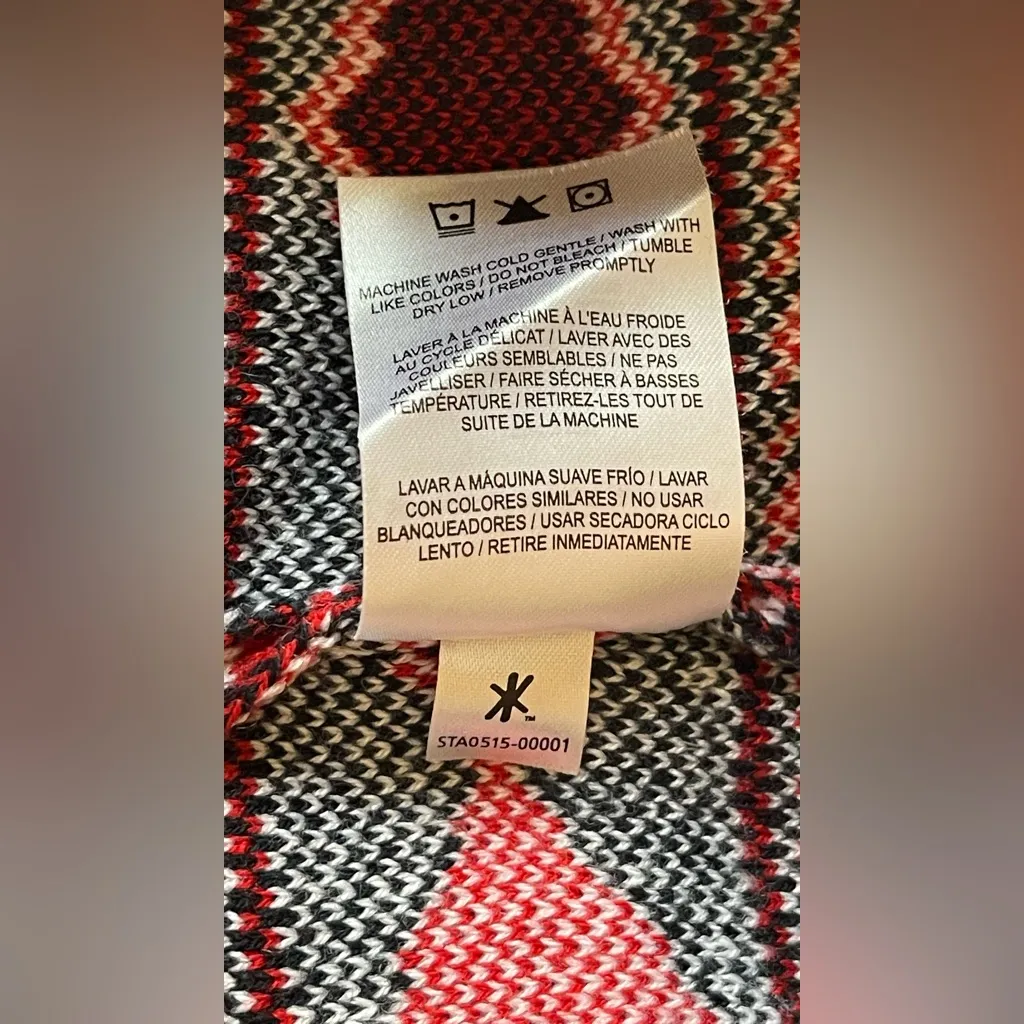 MACHINE WASH COLD GENTLE / WASH WITH
LIKE COLORS / DO NOT BLEACH / TUMBLE
DRY LOW / REMOVE PROMPTLY
LAVER À LA MACHINE À L'EAU FROIDE
AU CYCLE DÉLICAT / LAVER AVEC DES
COULEURS SEMBLABLES / NE PAS
JAVELLISER / FAIRE SÉCHER À BASSES
TEMPÉRATURE / RETIREZ-LES TOUT DE
SUITE DE LA MACHINE
LAVAR A MÁQUINA SUAVE FRÍO / LAVAR
CON COLORES SIMILARES / NO USAR
BLANQUEADORES / USAR SECADORA CICLO
LENTO / RETIRE INMEDIATAMENTE
TM
STA0515-00001